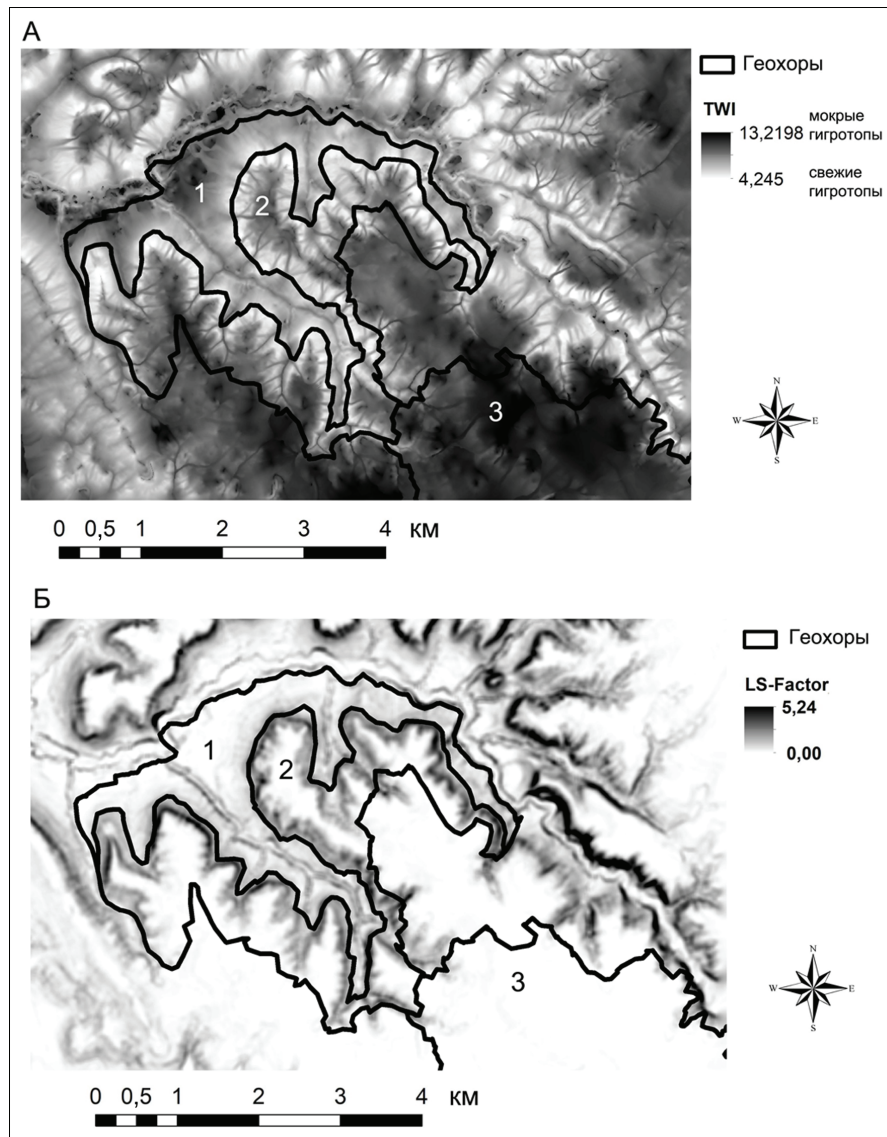 А
Геохоры
TWI
13,2198 мокрые гигротопы
4,245 свежие гигротопы
1
2
3
N
W E
S
0 0,5 1 2 3 4 км
Б
Геохоры
LS-Factor
5,24
0,00
1
2
3
N
W E
S
0 0,5 1 2 3 4 км